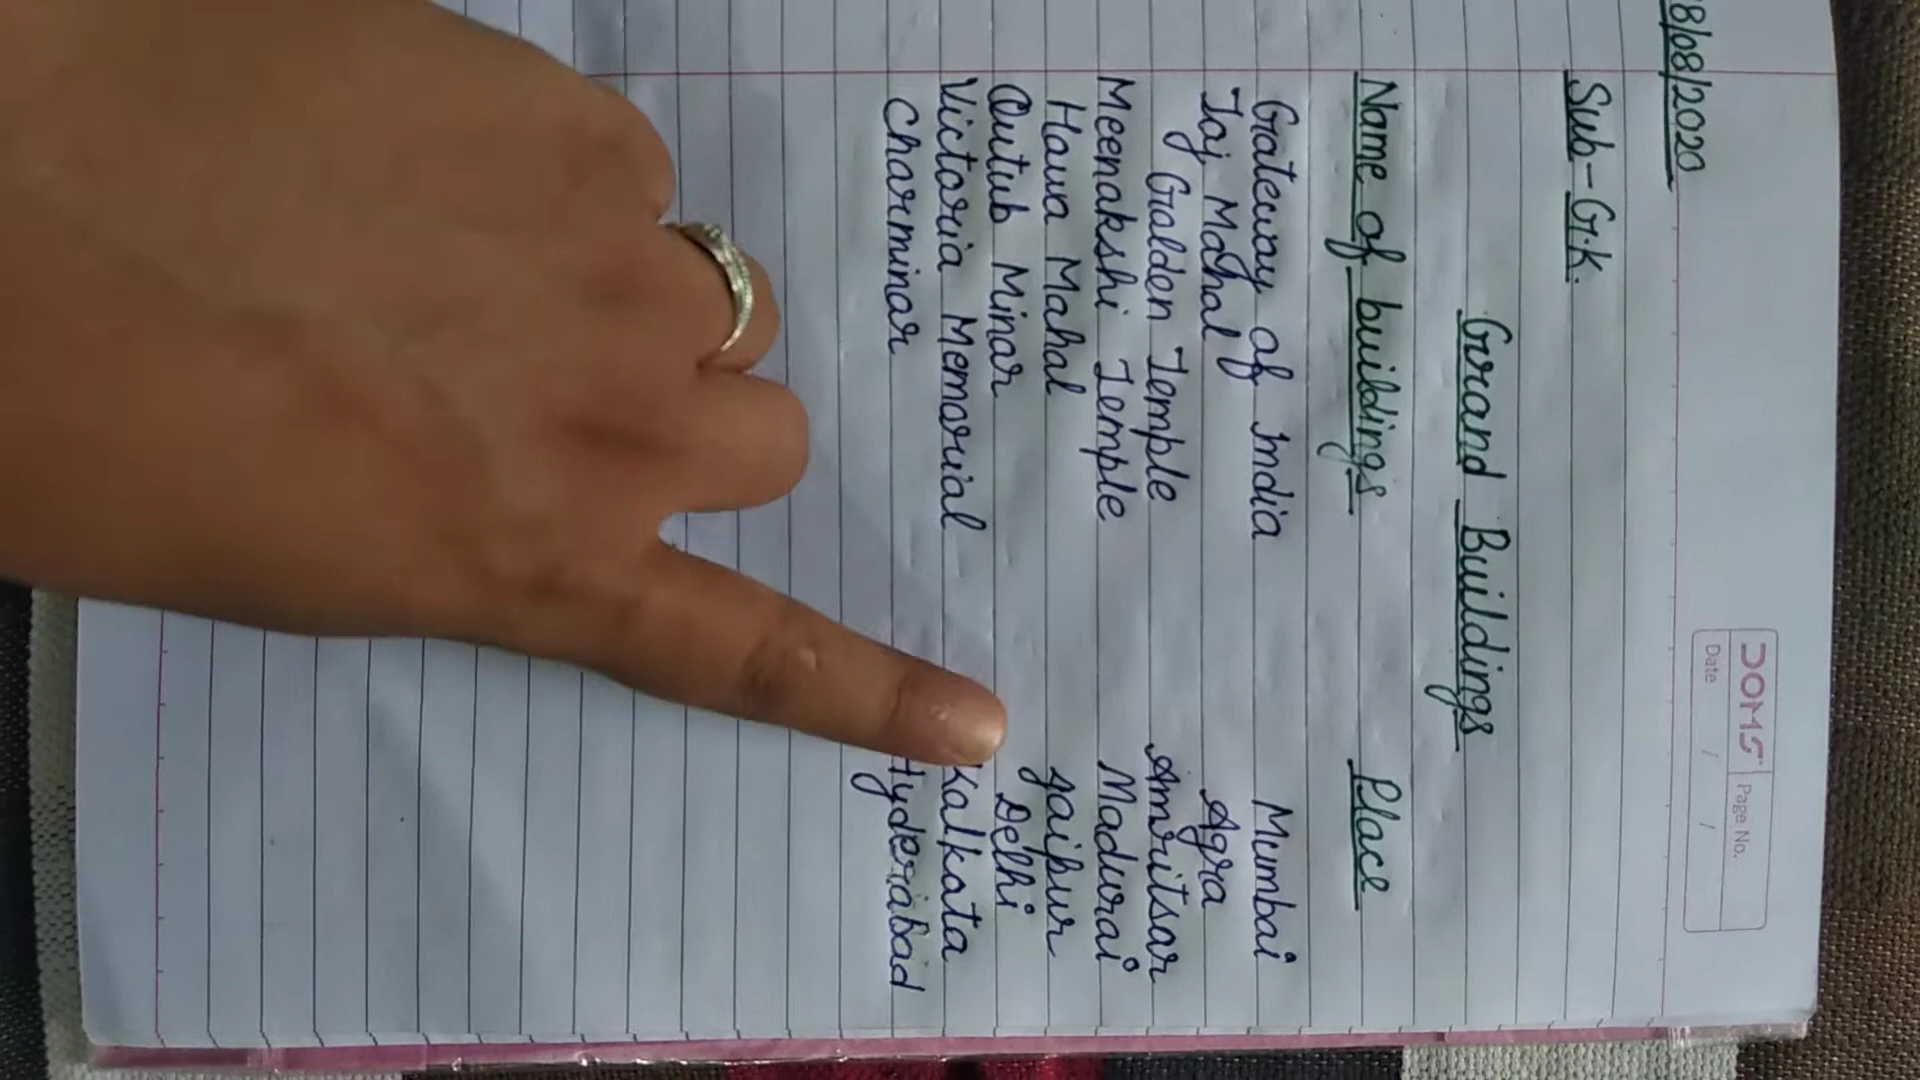 DOMS Page No.
Date / /
8/08/2020
Sub-G.K.
Grand Buildings
Name of buildings Place
Gateway of India Mumbai
Taj Mahal Agra
Golden Temple Amritsar
Meenakshi Temple Madurai
Hawa Mahal Jaipur
Qutub Minar Delhi
Victoria Memorial Kolkata
Charminar Hyderabad